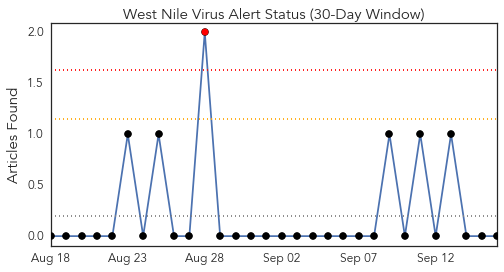 West Nile Virus Alert Status (30-Day Window)
Articles Found
2.0
1.5
1.0
0.5
0.0
Aug 18 Aug 23 Aug 28 Sep 02 Sep 07 Sep 12